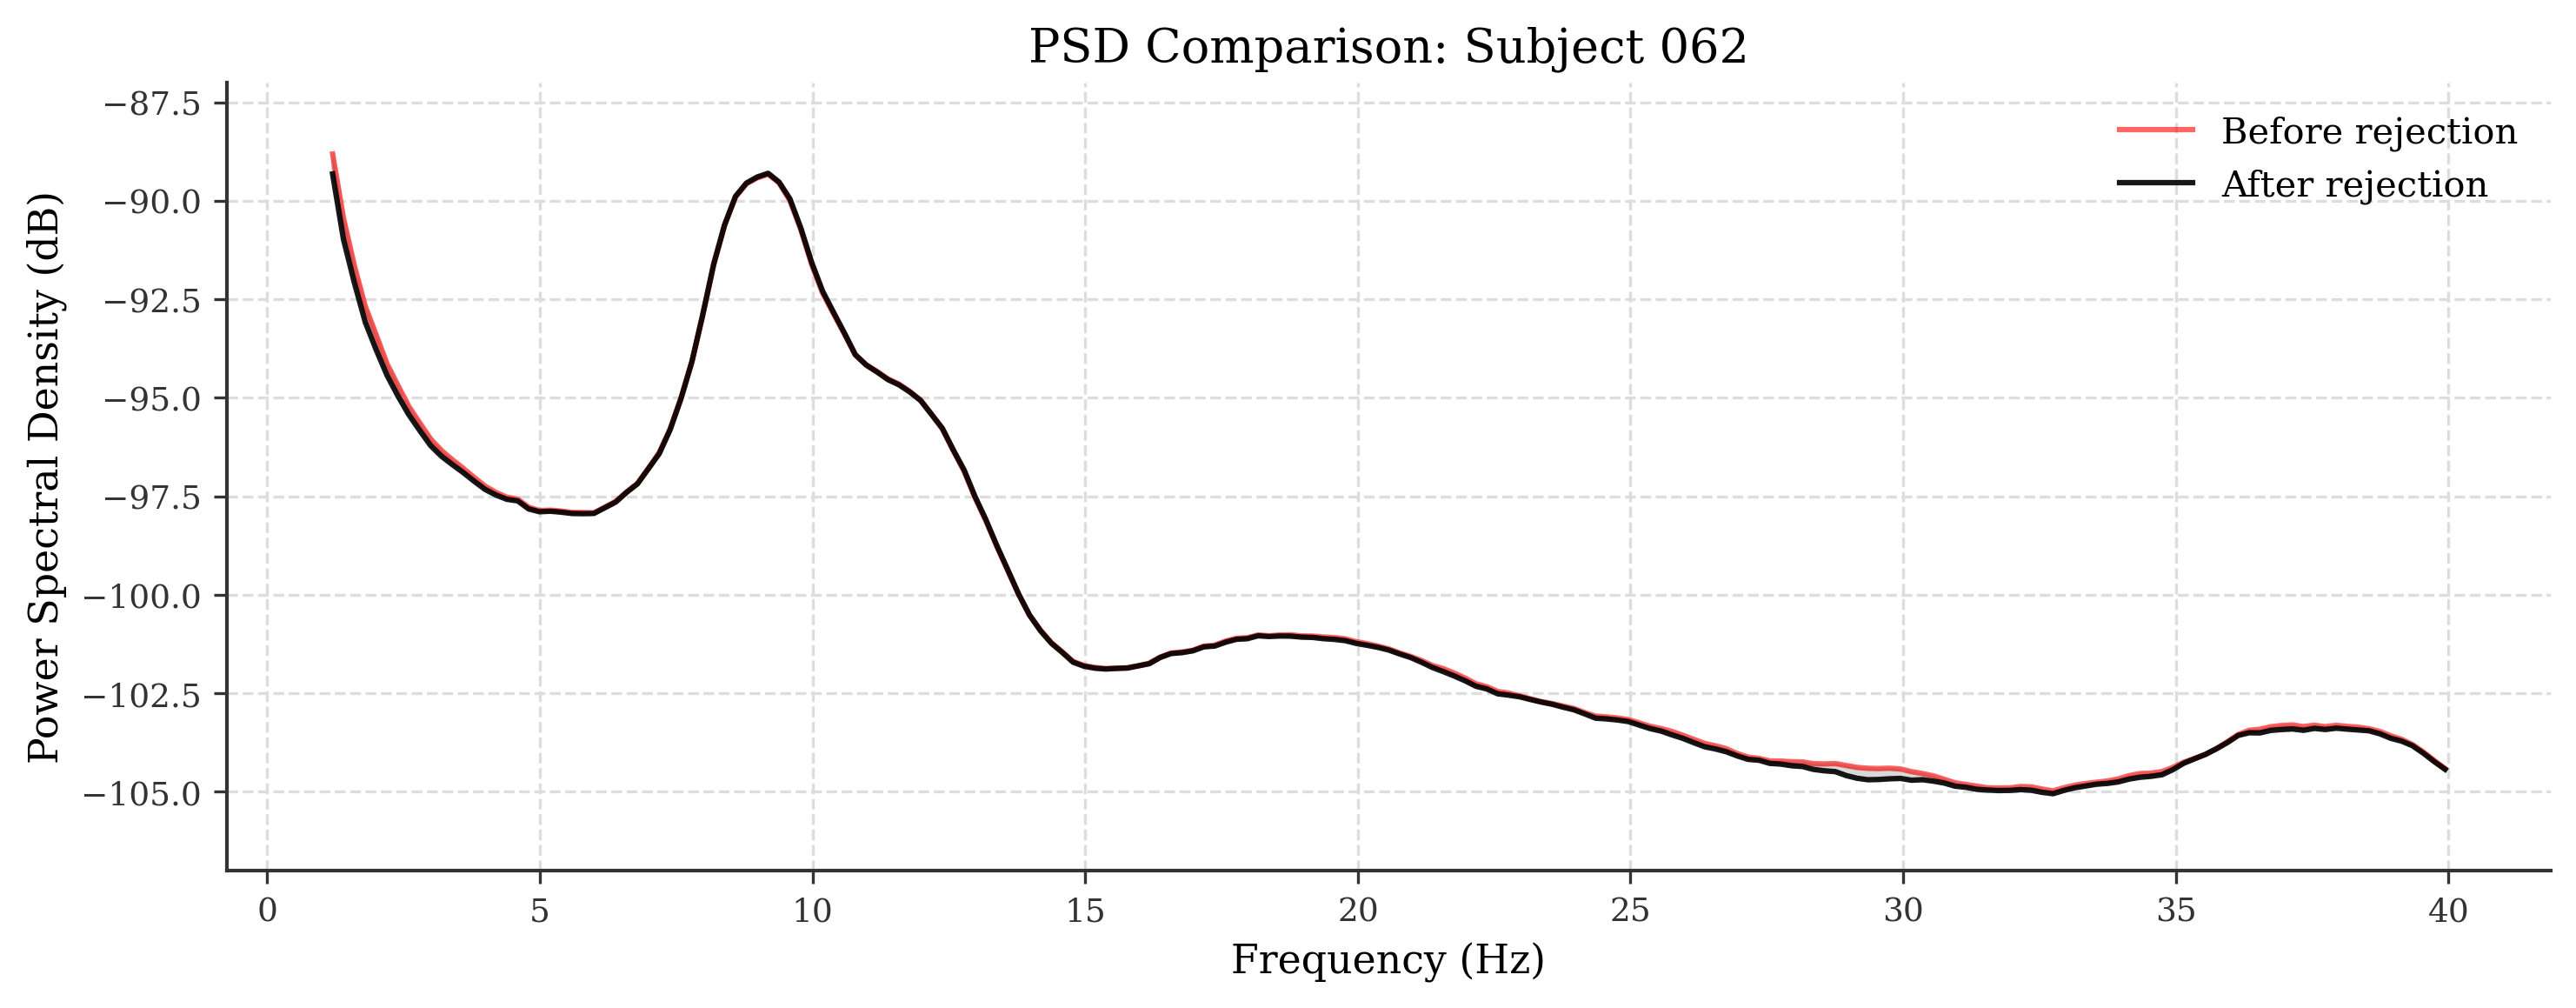 PSD Comparison: Subject 062
Before rejection
After rejection
Power Spectral Density (dB)
−87.5
−90.0
−92.5
−95.0
−97.5
−100.0
−102.5
−105.0
0 5 10 15 20 25 30 35 40
Frequency (Hz)